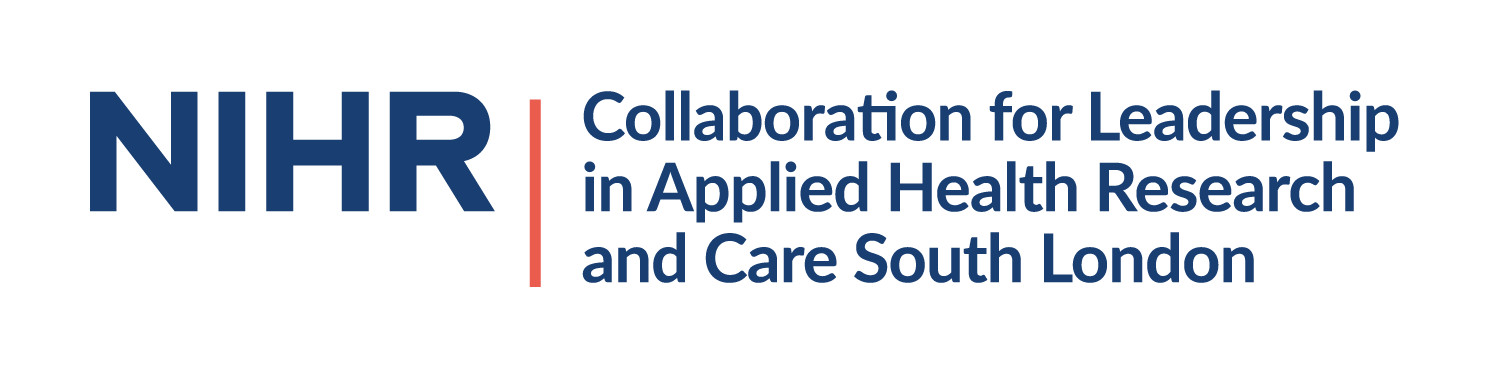 NIHR
Collaboration for Leadership
in Applied Health Research
and Care South London